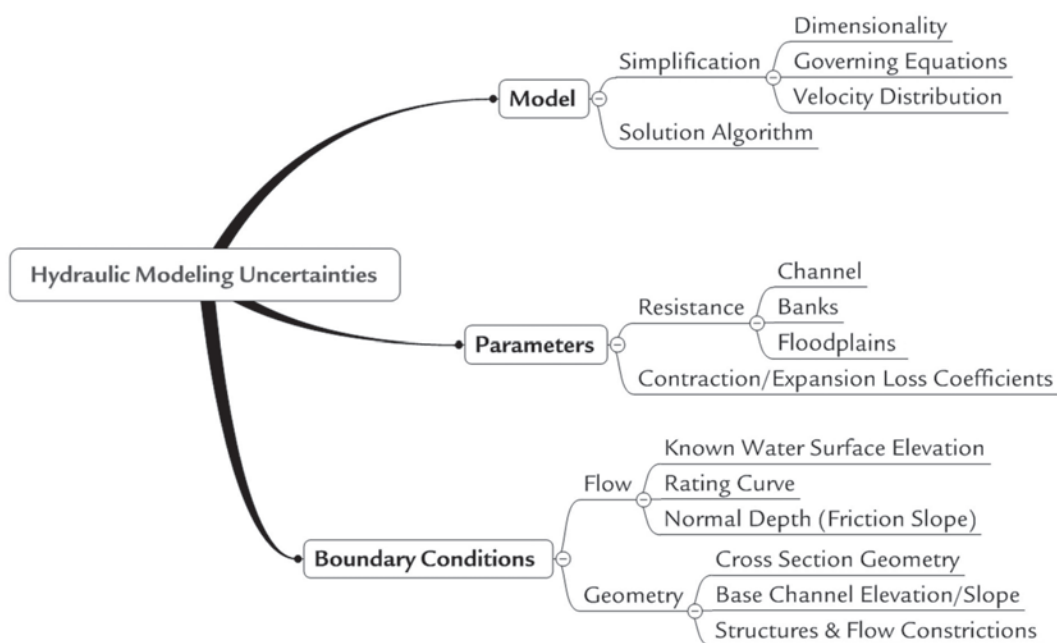 Hydraulic Modeling Uncertainties
Model
Simplification
Dimensionality
Governing Equations
Velocity Distribution
Solution Algorithm
Parameters
Resistance
Channel
Banks
Floodplains
Contraction/Expansion Loss Coefficients
Boundary Conditions
Flow
Known Water Surface Elevation
Rating Curve
Normal Depth (Friction Slope)
Geometry
Cross Section Geometry
Base Channel Elevation/Slope
Structures & Flow Constrictions